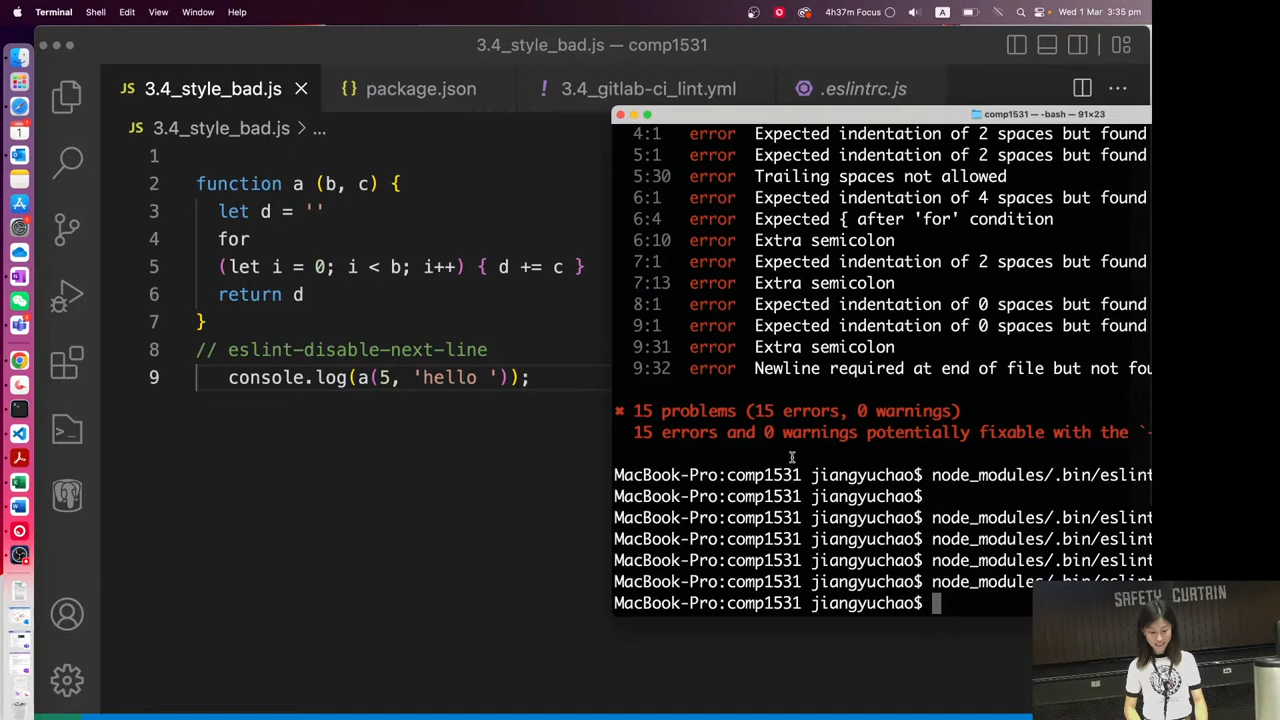 Terminal Shell Edit View Window Help 4h37m Focus A Wed 1 Mar 3:35 pm
3.4_style_bad.js — comp1531
JS 3.4_style_bad.js
{} package.json
! 3.4_gitlab-ci_lint.yml
.eslintrc.js
JS 3.4_style_bad.js > ...
1
2 function a (b, c) {
3 let d = ''
4 for
5 (let i = 0; i < b; i++) { d += c }
6 return d
7 }
8 // eslint-disable-next-line
9 console.log(a(5, 'hello '));
comp1531 — -bash — 91×23
4:1 error Expected indentation of 2 spaces but found
5:1 error Expected indentation of 2 spaces but found
5:30 error Trailing spaces not allowed
6:1 error Expected indentation of 4 spaces but found
6:4 error Expected { after 'for' condition
6:10 error Extra semicolon
7:1 error Expected indentation of 2 spaces but found
7:13 error Extra semicolon
8:1 error Expected indentation of 0 spaces but found
9:1 error Expected indentation of 0 spaces but found
9:31 error Extra semicolon
9:32 error Newline required at end of file but not fou
✖ 15 problems (15 errors, 0 warnings)
15 errors and 0 warnings potentially fixable with the `-
MacBook-Pro:comp1531 jiangyuchao$ node_modules/.bin/eslint
MacBook-Pro:comp1531 jiangyuchao$
MacBook-Pro:comp1531 jiangyuchao$ node_modules/.bin/eslint
MacBook-Pro:comp1531 jiangyuchao$ node_modules/.bin/eslint
MacBook-Pro:comp1531 jiangyuchao$ node_modules/.bin/eslint
MacBook-Pro:comp1531 jiangyuchao$ node_modules/.bin/eslint
MacBook-Pro:comp1531 jiangyuchao$
SAFETY CURTAIN